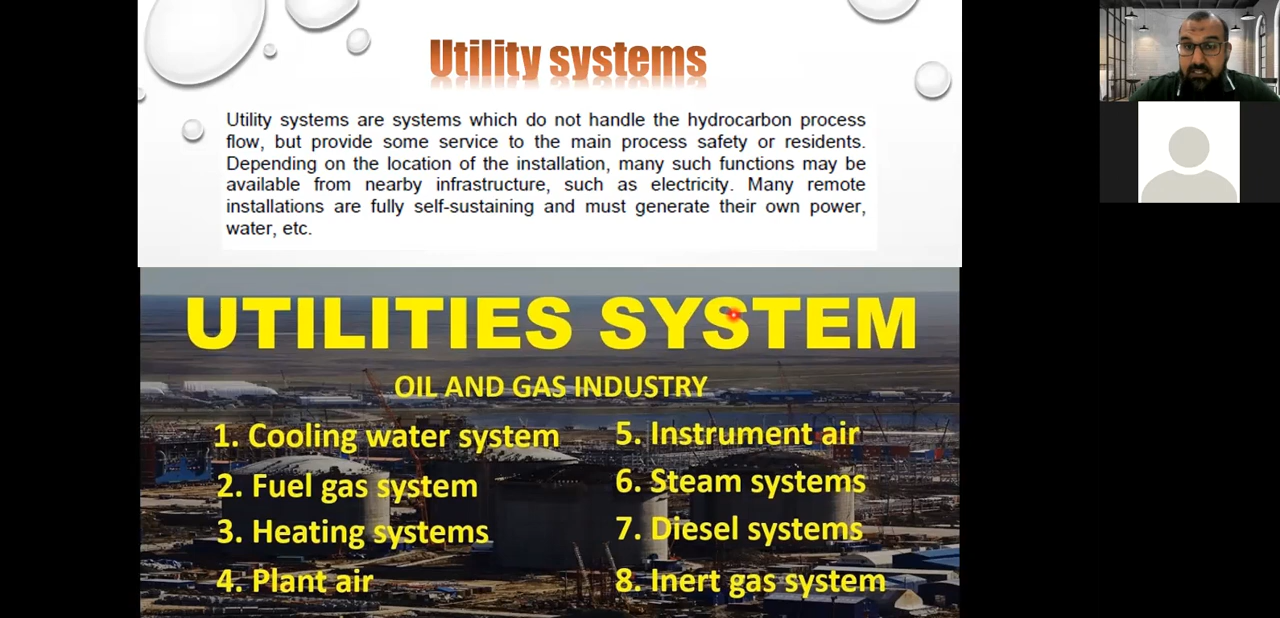 Utility systems
Utility systems are systems which do not handle the hydrocarbon process
flow, but provide some service to the main process safety or residents.
Depending on the location of the installation, many such functions may be
available from nearby infrastructure, such as electricity. Many remote
installations are fully self-sustaining and must generate their own power,
water, etc.
UTILITIES SYSTEM
OIL AND GAS INDUSTRY
1. Cooling water system
2. Fuel gas system
3. Heating systems
4. Plant air
5. Instrument air
6. Steam systems
7. Diesel systems
8. Inert gas system